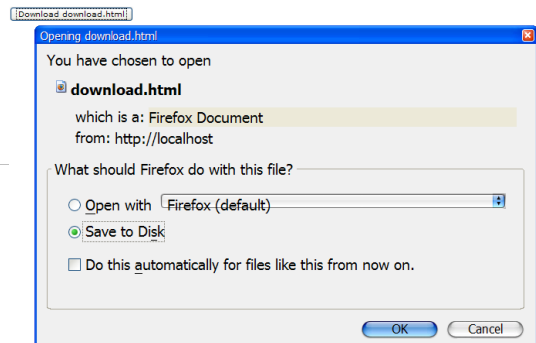 Download download.html
Opening download.html
You have chosen to open
download.html
which is a: Firefox Document
from: http://localhost
What should Firefox do with this file?
Open with Firefox (default)
Save to Disk
Do this automatically for files like this from now on.
OK Cancel